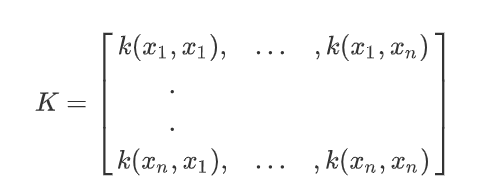 k(x₁, x₁), ... , k(x₁, xₙ)
.
K =
.
k(xₙ, x₁), ... , k(xₙ, xₙ)